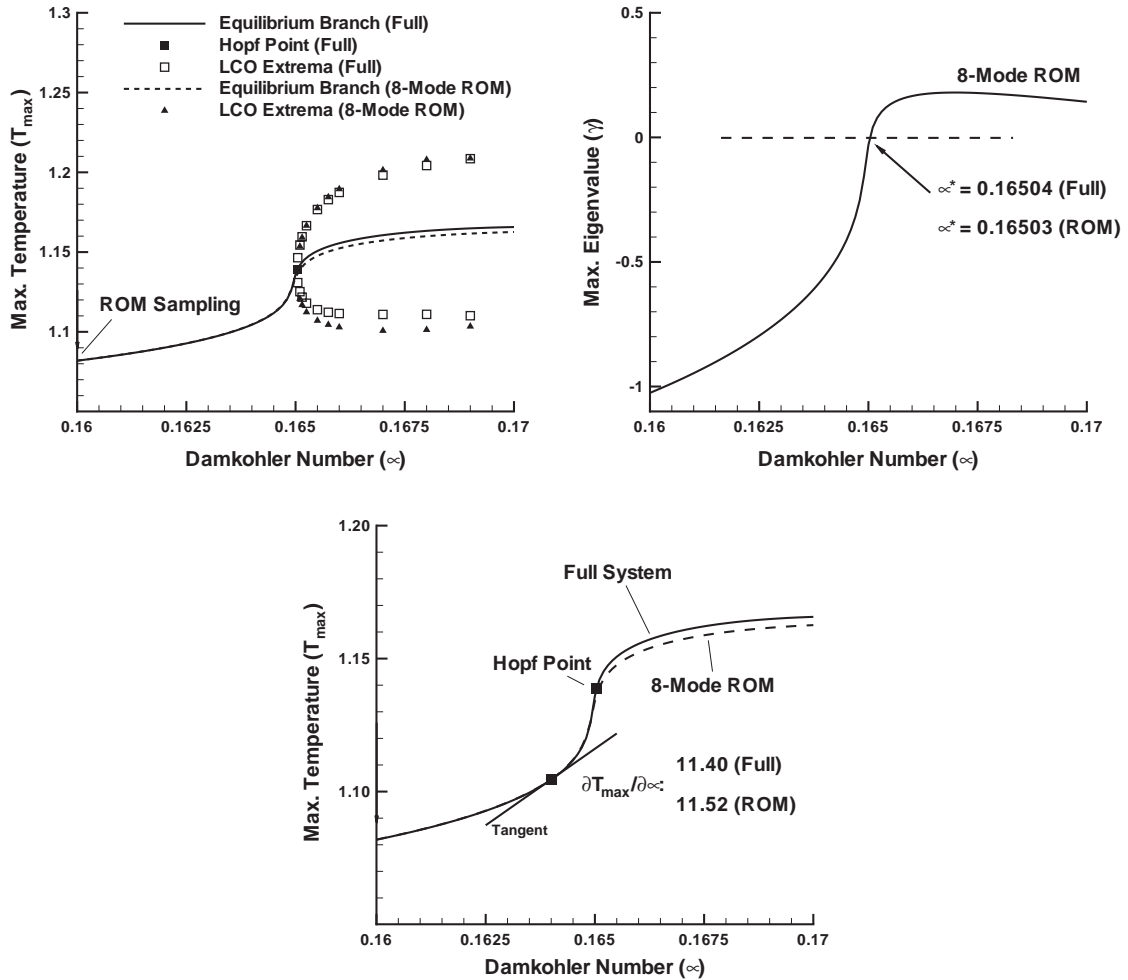 Equilibrium Branch (Full)
Hopf Point (Full)
LCO Extrema (Full)
Equilibrium Branch (8-Mode ROM)
LCO Extrema (8-Mode ROM)
ROM Sampling
Max. Temperature (T_max)
1.3
1.25
1.2
1.15
1.1
0.16
0.1625
0.165
0.1675
0.17
Damkohler Number (∝)
Max. Eigenvalue (γ)
0.5
0
-0.5
-1
8-Mode ROM
∝* = 0.16504 (Full)
∝* = 0.16503 (ROM)
0.16
0.1625
0.165
0.1675
0.17
Damkohler Number (∝)
Max. Temperature (T_max)
1.20
1.15
1.10
Full System
Hopf Point
8-Mode ROM
∂T_max/∂∝:
11.40 (Full)
11.52 (ROM)
Tangent
0.16
0.1625
0.165
0.1675
0.17
Damkohler Number (∝)